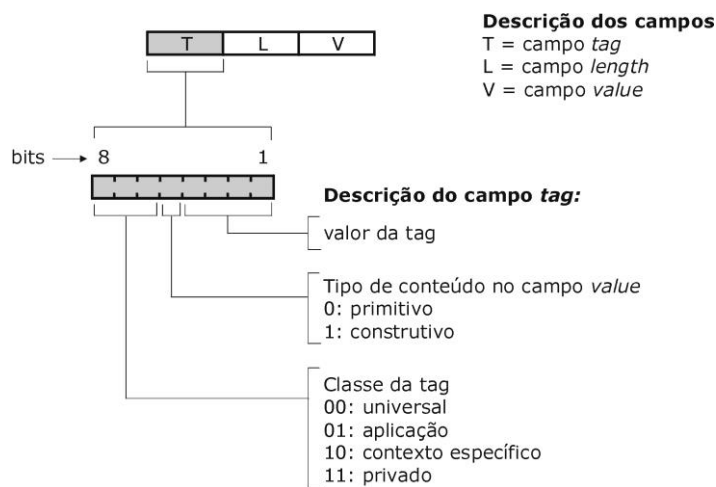 Descrição dos campos
T = campo tag
L = campo length
V = campo value
T L V
bits 8 1
Descrição do campo tag:
valor da tag
Tipo de conteúdo no campo value
0: primitivo
1: construtivo
Classe da tag
00: universal
01: aplicação
10: contexto específico
11: privado